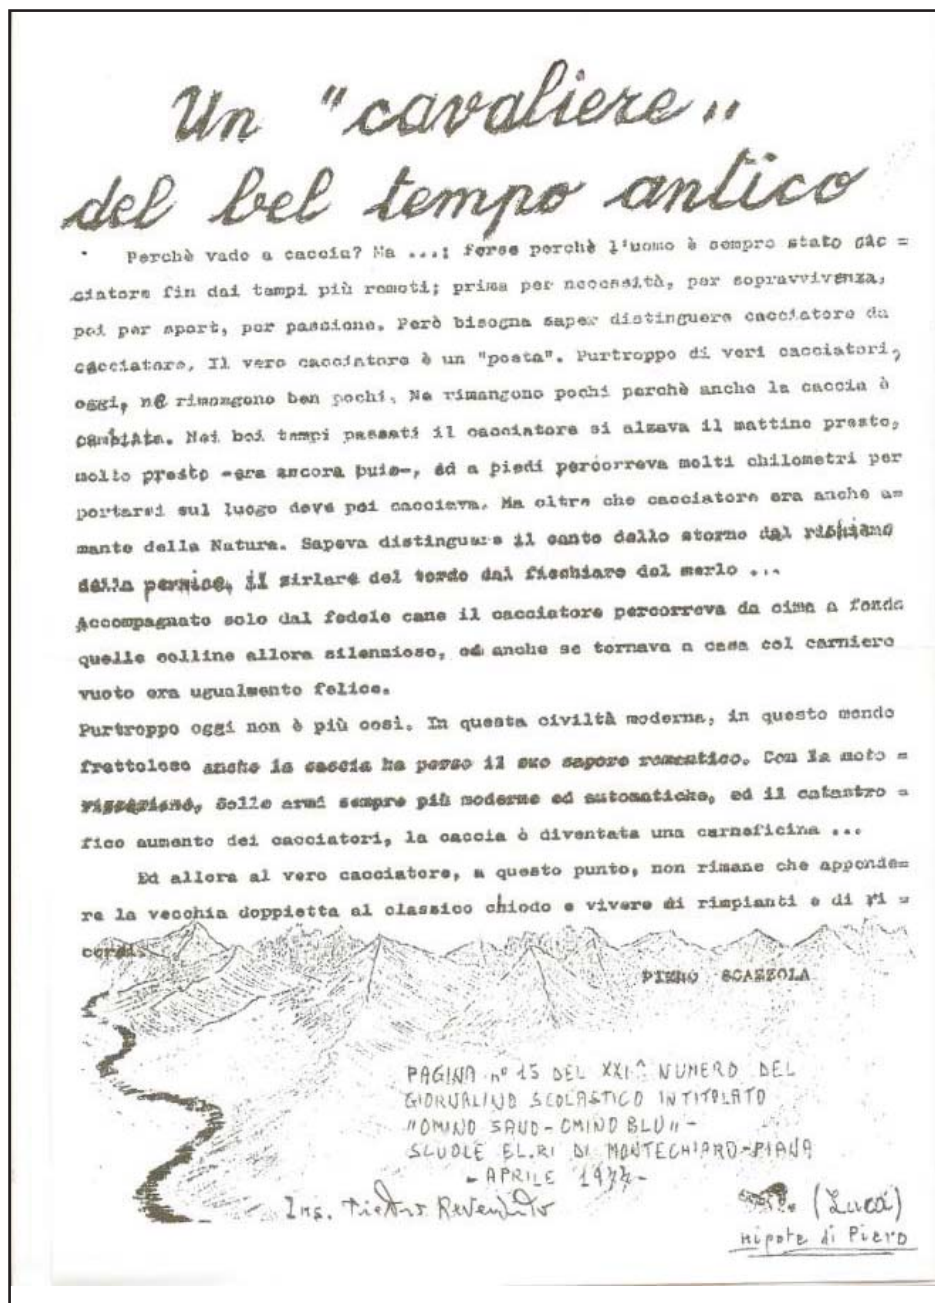 Un "cavaliere"
del bel tempo antico
Perchè vado a caccia? Ma ...; forse perchè l'uomo è sempre stato cac =
ciatore fin dai tempi più remoti; prima per necessità, per sopravvivenza,
poi per sport, per passione. Però bisogna saper distinguere cacciatore da
cacciatore, Il vero cacciatore è un "poeta". Purtroppo di veri cacciatori,
oggi, ne rimangono ben pochi. Ne rimangono pochi perchè anche la caccia è
cambiata. Nei bei tempi passati il cacciatore si alzava il mattino presto,
molto presto -era ancora buio-, ed a piedi percorreva molti chilometri per
portarsi sul luogo dove poi cacciava. Ma oltre che cacciatore era anche a=
mante della Natura. Sapeva distinguere il canto dello storno dal richiamo
della pernice, il zirlare del tordo dal fischiare del merlo ...
Accompagnato solo dal fedele cane il cacciatore percorreva da cima a fondo
quelle colline allora silenziose, ed anche se tornava a casa col carniere
vuoto era ugualmente felice.
Purtroppo oggi non è più così. In questa civiltà moderna, in questo mondo
frettoloso anche la caccia ha perso il suo sapore romantico. Con la moto =
rizzazione, colle armi sempre più moderne ed automatiche, ed il catastro =
fico aumento dei cacciatori, la caccia è diventata una carneficina ...
Ed allora al vero cacciatore, a questo punto, non rimane che appende=
re la vecchia doppietta al classico chiodo e vivere di rimpianti e di ri =
cordi.
PIERO SCAZZOLA
PAGINA nº 15 DEL XXIº NUMERO DEL
GIORNALINO SCOLASTICO INTITOLATO
"OMINO SAUD-OMINO BLU" -
SCUOLE EL.RI DI MONTECHIARO-PIANA
- APRILE 1977 -
Ins. Pietro Reverdito
(Luca)
nipote di Piero